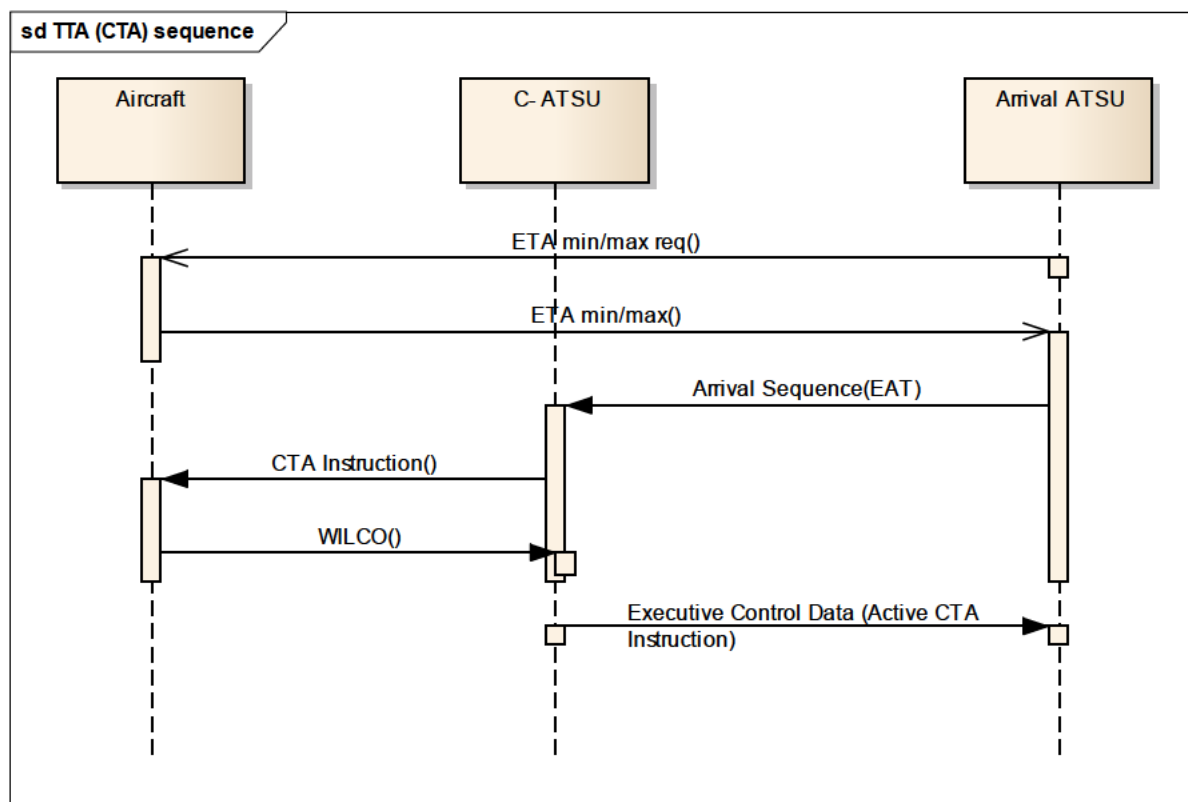 sd TTA (CTA) sequence
Aircraft
C- ATSU
Arrival ATSU
ETA min/max req()
ETA min/max()
Arrival Sequence(EAT)
CTA Instruction()
WILCO()
Executive Control Data (Active CTA
Instruction)